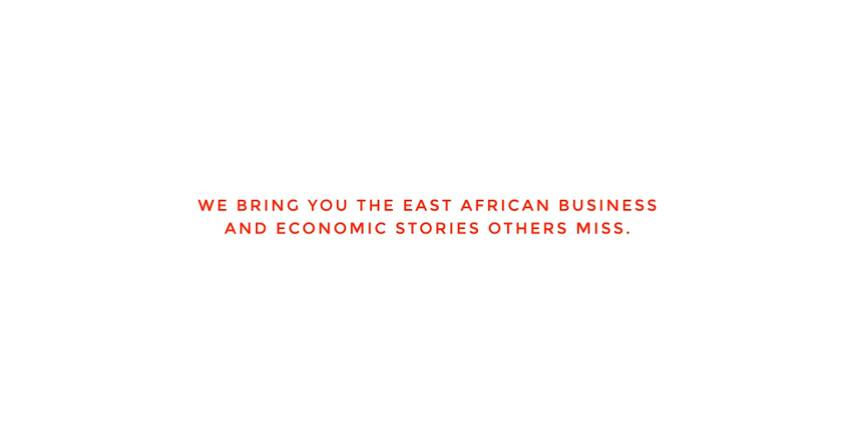 WE BRING YOU THE EAST AFRICAN BUSINESS
AND ECONOMIC STORIES OTHERS MISS.